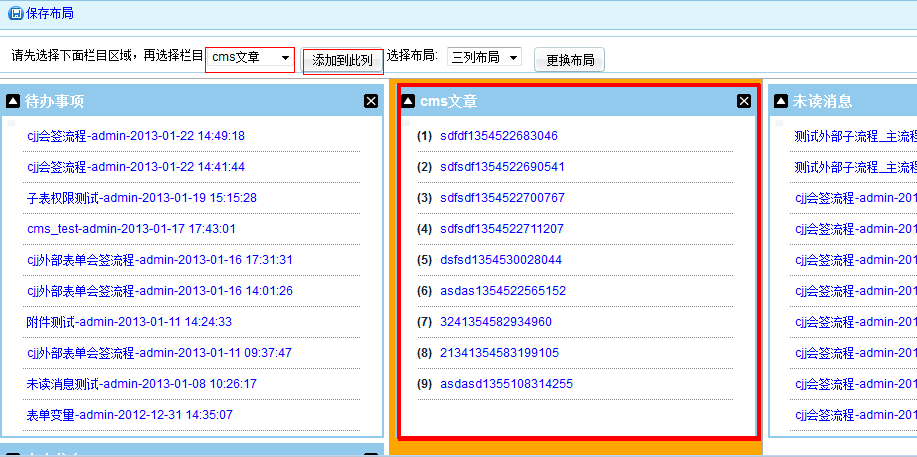 保存布局
请先选择下面栏目区域，再选择栏目 cms文章 添加到此列 选择布局: 三列布局 更换布局
待办事项
cjj会签流程-admin-2013-01-22 14:49:18
cjj会签流程-admin-2013-01-22 14:41:44
子表权限测试-admin-2013-01-19 15:15:28
cms_test-admin-2013-01-17 17:43:01
cjj外部表单会签流程-admin-2013-01-16 17:31:31
cjj外部表单会签流程-admin-2013-01-16 14:01:26
附件测试-admin-2013-01-11 14:24:33
cjj外部表单会签流程-admin-2013-01-11 09:37:47
未读消息测试-admin-2013-01-08 10:26:17
表单变量-admin-2012-12-31 14:35:07
cms文章
(1) sdfdf1354522683046
(2) sdfsdf1354522690541
(3) sdfsdf1354522700767
(4) sdfsdf1354522711207
(5) dsfsd1354530028044
(6) asdas1354522565152
(7) 3241354582934960
(8) 21341354583199105
(9) asdasd1355108314255
未读消息
测试外部子流程_主流程
测试外部子流程_主流程
cjj会签流程-admin-201
cjj会签流程-admin-201
cjj会签流程-admin-201
cjj会签流程-admin-201
cjj会签流程-admin-201
cjj会签流程-admin-201
cjj会签流程-admin-201
cjj会签流程-admin-201